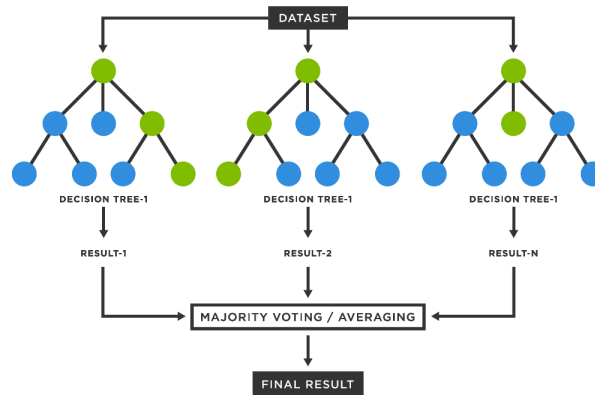 DATASET
DECISION TREE-1
DECISION TREE-1
DECISION TREE-1
RESULT-1
RESULT-2
RESULT-N
MAJORITY VOTING / AVERAGING
FINAL RESULT